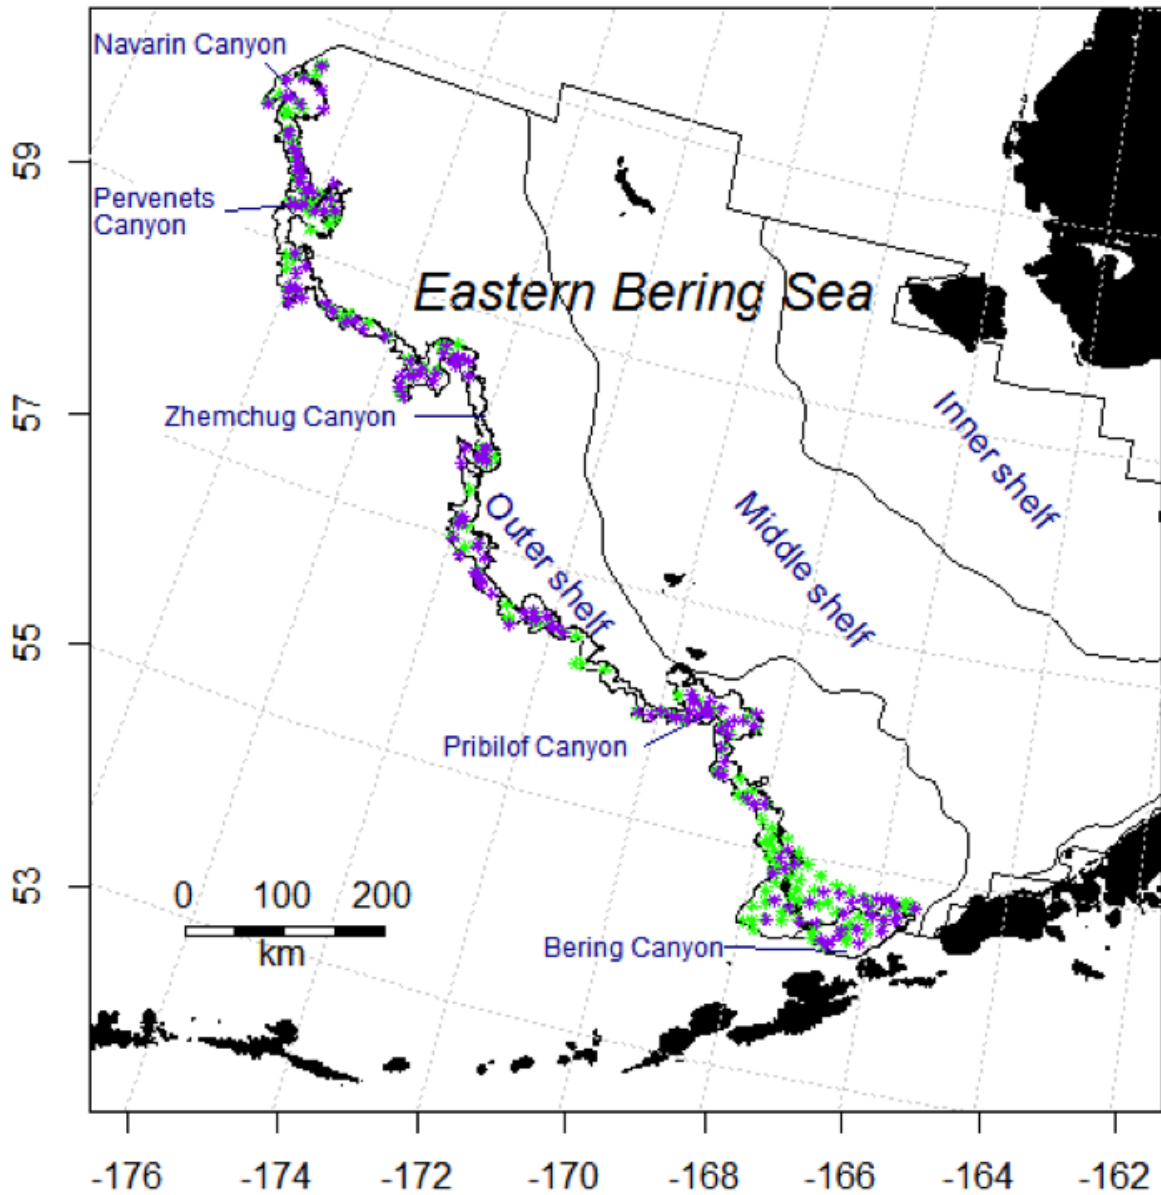 Navarin Canyon
59
Pervenets
Canyon
Eastern Bering Sea
57
Zhemchug Canyon
Inner shelf
Outer shelf
Middle shelf
55
Pribilof Canyon
53
0 100 200
km
Bering Canyon
-176 -174 -172 -170 -168 -166 -164 -162